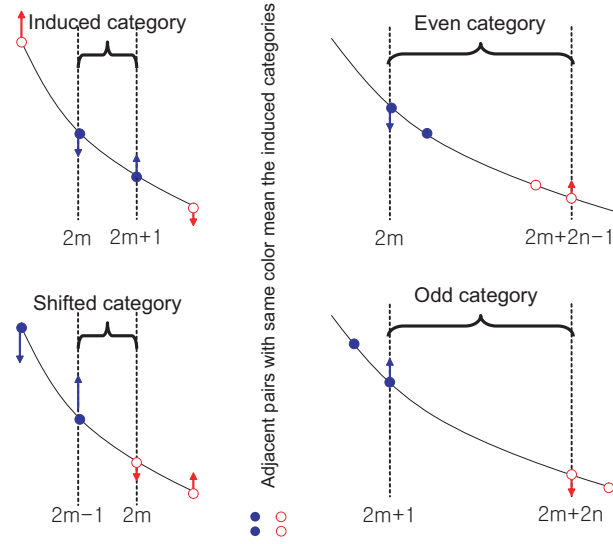 Induced category
2m
2m+1
Shifted category
2m-1
2m
Adjacent pairs with same color mean the induced categories
Even category
2m
2m+2n-1
Odd category
2m+1
2m+2n